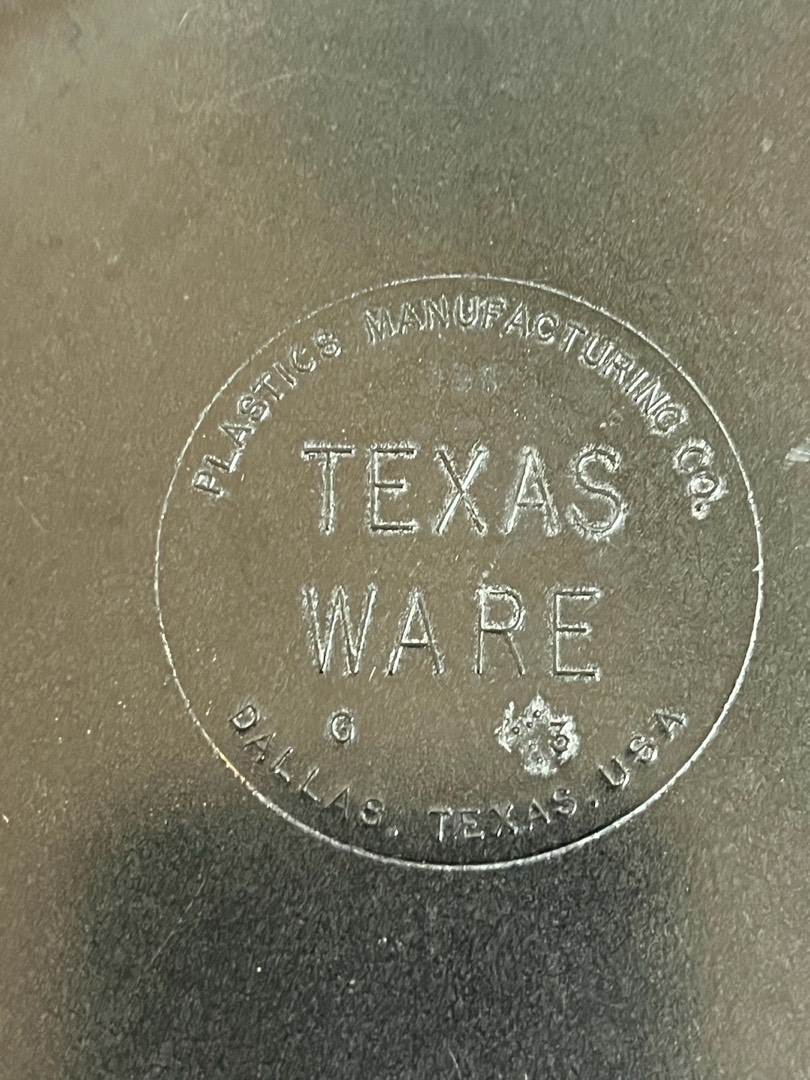 PLASTICS MANUFACTURING CO.
TEXAS
WARE
G
DALLAS, TEXAS, USA